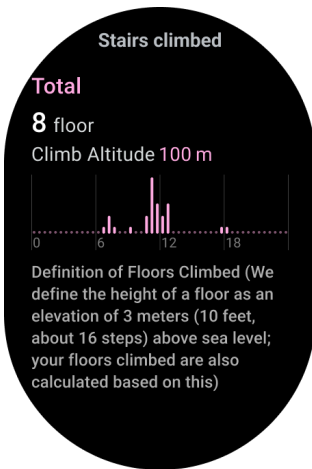 Stairs climbed
Total
8 floor
Climb Altitude 100 m
0 6 12 18
Definition of Floors Climbed (We
define the height of a floor as an
elevation of 3 meters (10 feet,
about 16 steps) above sea level;
your floors climbed are also
calculated based on this)